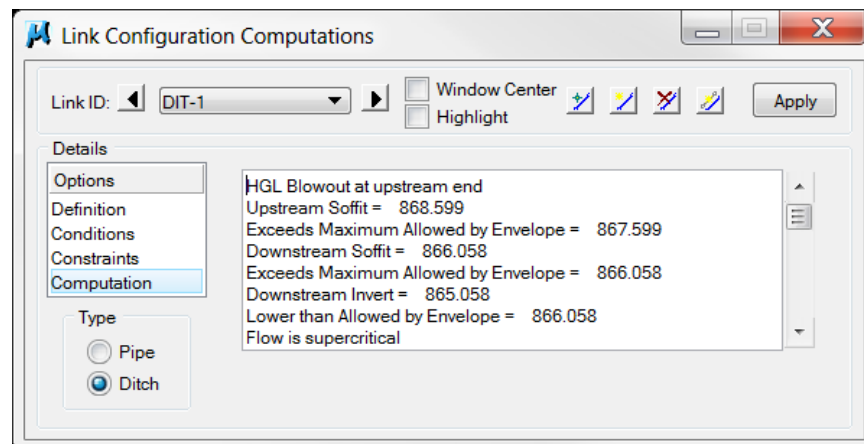 Link Configuration Computations
Link ID: DIT-1
Window Center
Highlight
Apply
Details
Options
Definition
Conditions
Constraints
Computation
HGL Blowout at upstream end
Upstream Soffit = 868.599
Exceeds Maximum Allowed by Envelope = 867.599
Downstream Soffit = 866.058
Exceeds Maximum Allowed by Envelope = 866.058
Downstream Invert = 865.058
Lower than Allowed by Envelope = 866.058
Flow is supercritical
Type
Pipe
Ditch